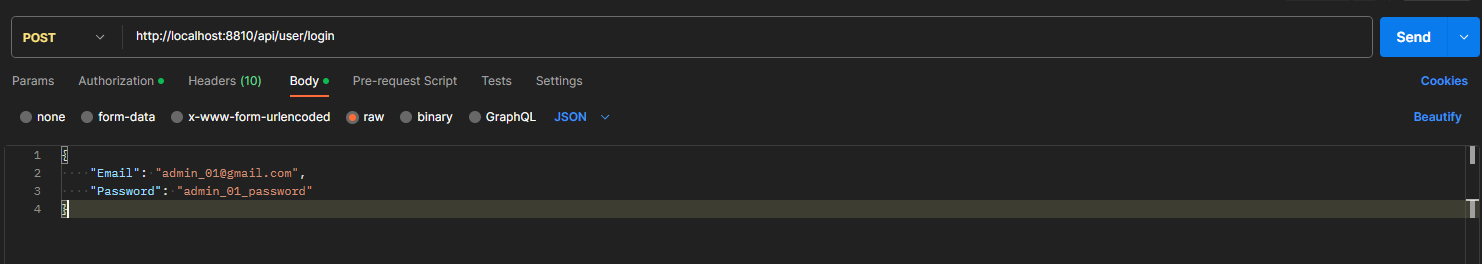 POST http://localhost:8810/api/user/login Send
Params Authorization Headers (10) Body Pre-request Script Tests Settings Cookies
none form-data x-www-form-urlencoded raw binary GraphQL JSON Beautify
1 {
2 "Email": "admin_01@gmail.com",
3 "Password": "admin_01_password"
4 }